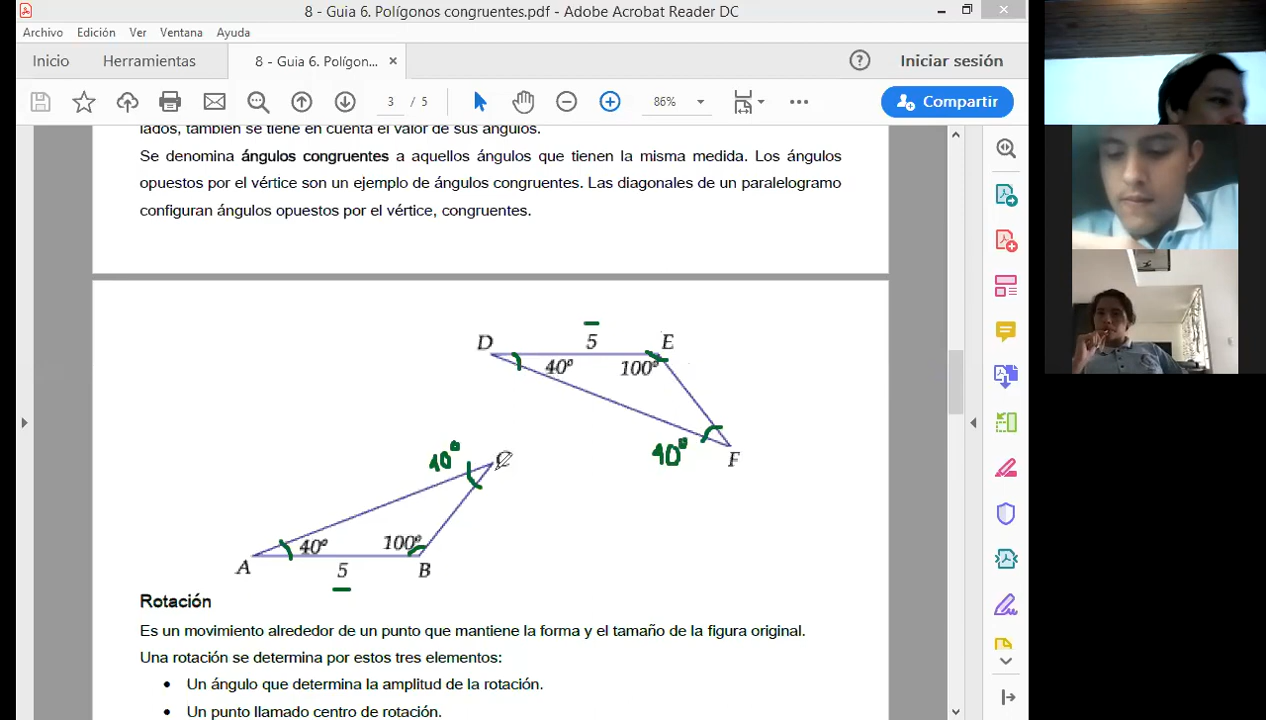 8 - Guia 6. Polígonos congruentes.pdf - Adobe Acrobat Reader DC
Archivo Edición Ver Ventana Ayuda
Inicio Herramientas 8 - Guia 6. Polígon... × Iniciar sesión
3 / 5 86% Compartir
lados, también se tiene en cuenta el valor de sus ángulos.
Se denomina ángulos congruentes a aquellos ángulos que tienen la misma medida. Los ángulos
opuestos por el vértice son un ejemplo de ángulos congruentes. Las diagonales de un paralelogramo
configuran ángulos opuestos por el vértice, congruentes.
D 5 E
40º 100º
40º F
40º C
40º 100º
A 5 B
Rotación
Es un movimiento alrededor de un punto que mantiene la forma y el tamaño de la figura original.
Una rotación se determina por estos tres elementos:
• Un ángulo que determina la amplitud de la rotación.
• Un punto llamado centro de rotación.